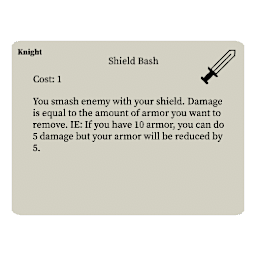 Knight
Shield Bash
Cost: 1
You smash enemy with your shield. Damage
is equal to the amount of armor you want to
remove. IE: If you have 10 armor, you can do
5 damage but your armor will be reduced by
5.